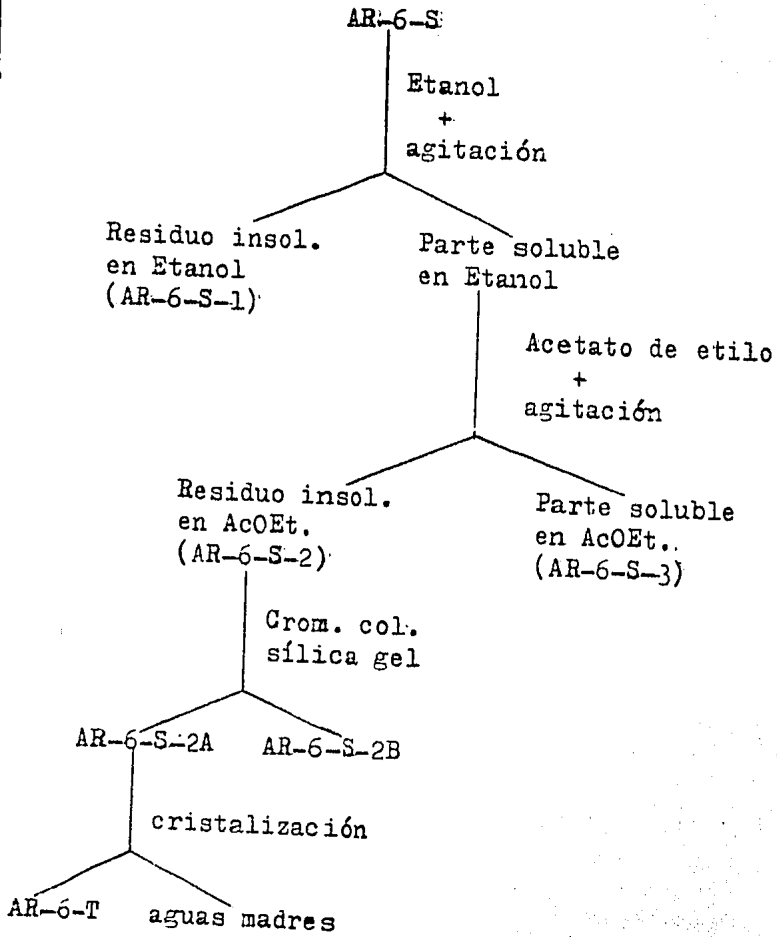 AR-6-S
Etanol
+
agitación
Residuo insol.
en Etanol
(AR-6-S-1)
Parte soluble
en Etanol
Acetato de etilo
+
agitación
Residuo insol.
en AcOEt.
(AR-6-S-2)
Parte soluble
en AcOEt..
(AR-6-S-3)
Crom. col.
sílica gel
AR-6-S-2A AR-6-S-2B
cristalización
AR-6-T aguas madres